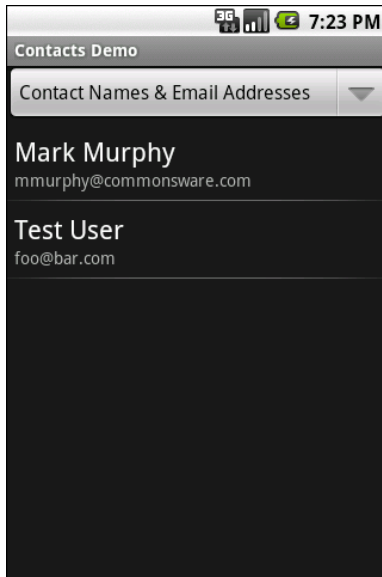 3G 7:23 PM
Contacts Demo
Contact Names & Email Addresses
Mark Murphy
mmurphy@commonsware.com
Test User
foo@bar.com